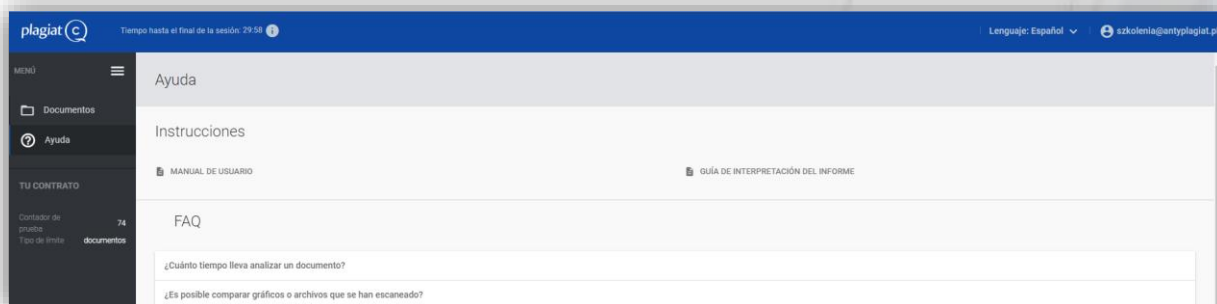 plagiat c
Tiempo hasta el final de la sesión: 29:58 i
Lenguaje: Español
szkolenia@antyplagiat.pl
MENÚ
Documentos
Ayuda
TU CONTRATO
Contador de prueba 74
Tipo de límite documentos
Ayuda
Instrucciones
MANUAL DE USUARIO
GUÍA DE INTERPRETACIÓN DEL INFORME
FAQ
¿Cuánto tiempo lleva analizar un documento?
¿Es posible comparar gráficos o archivos que se han escaneado?